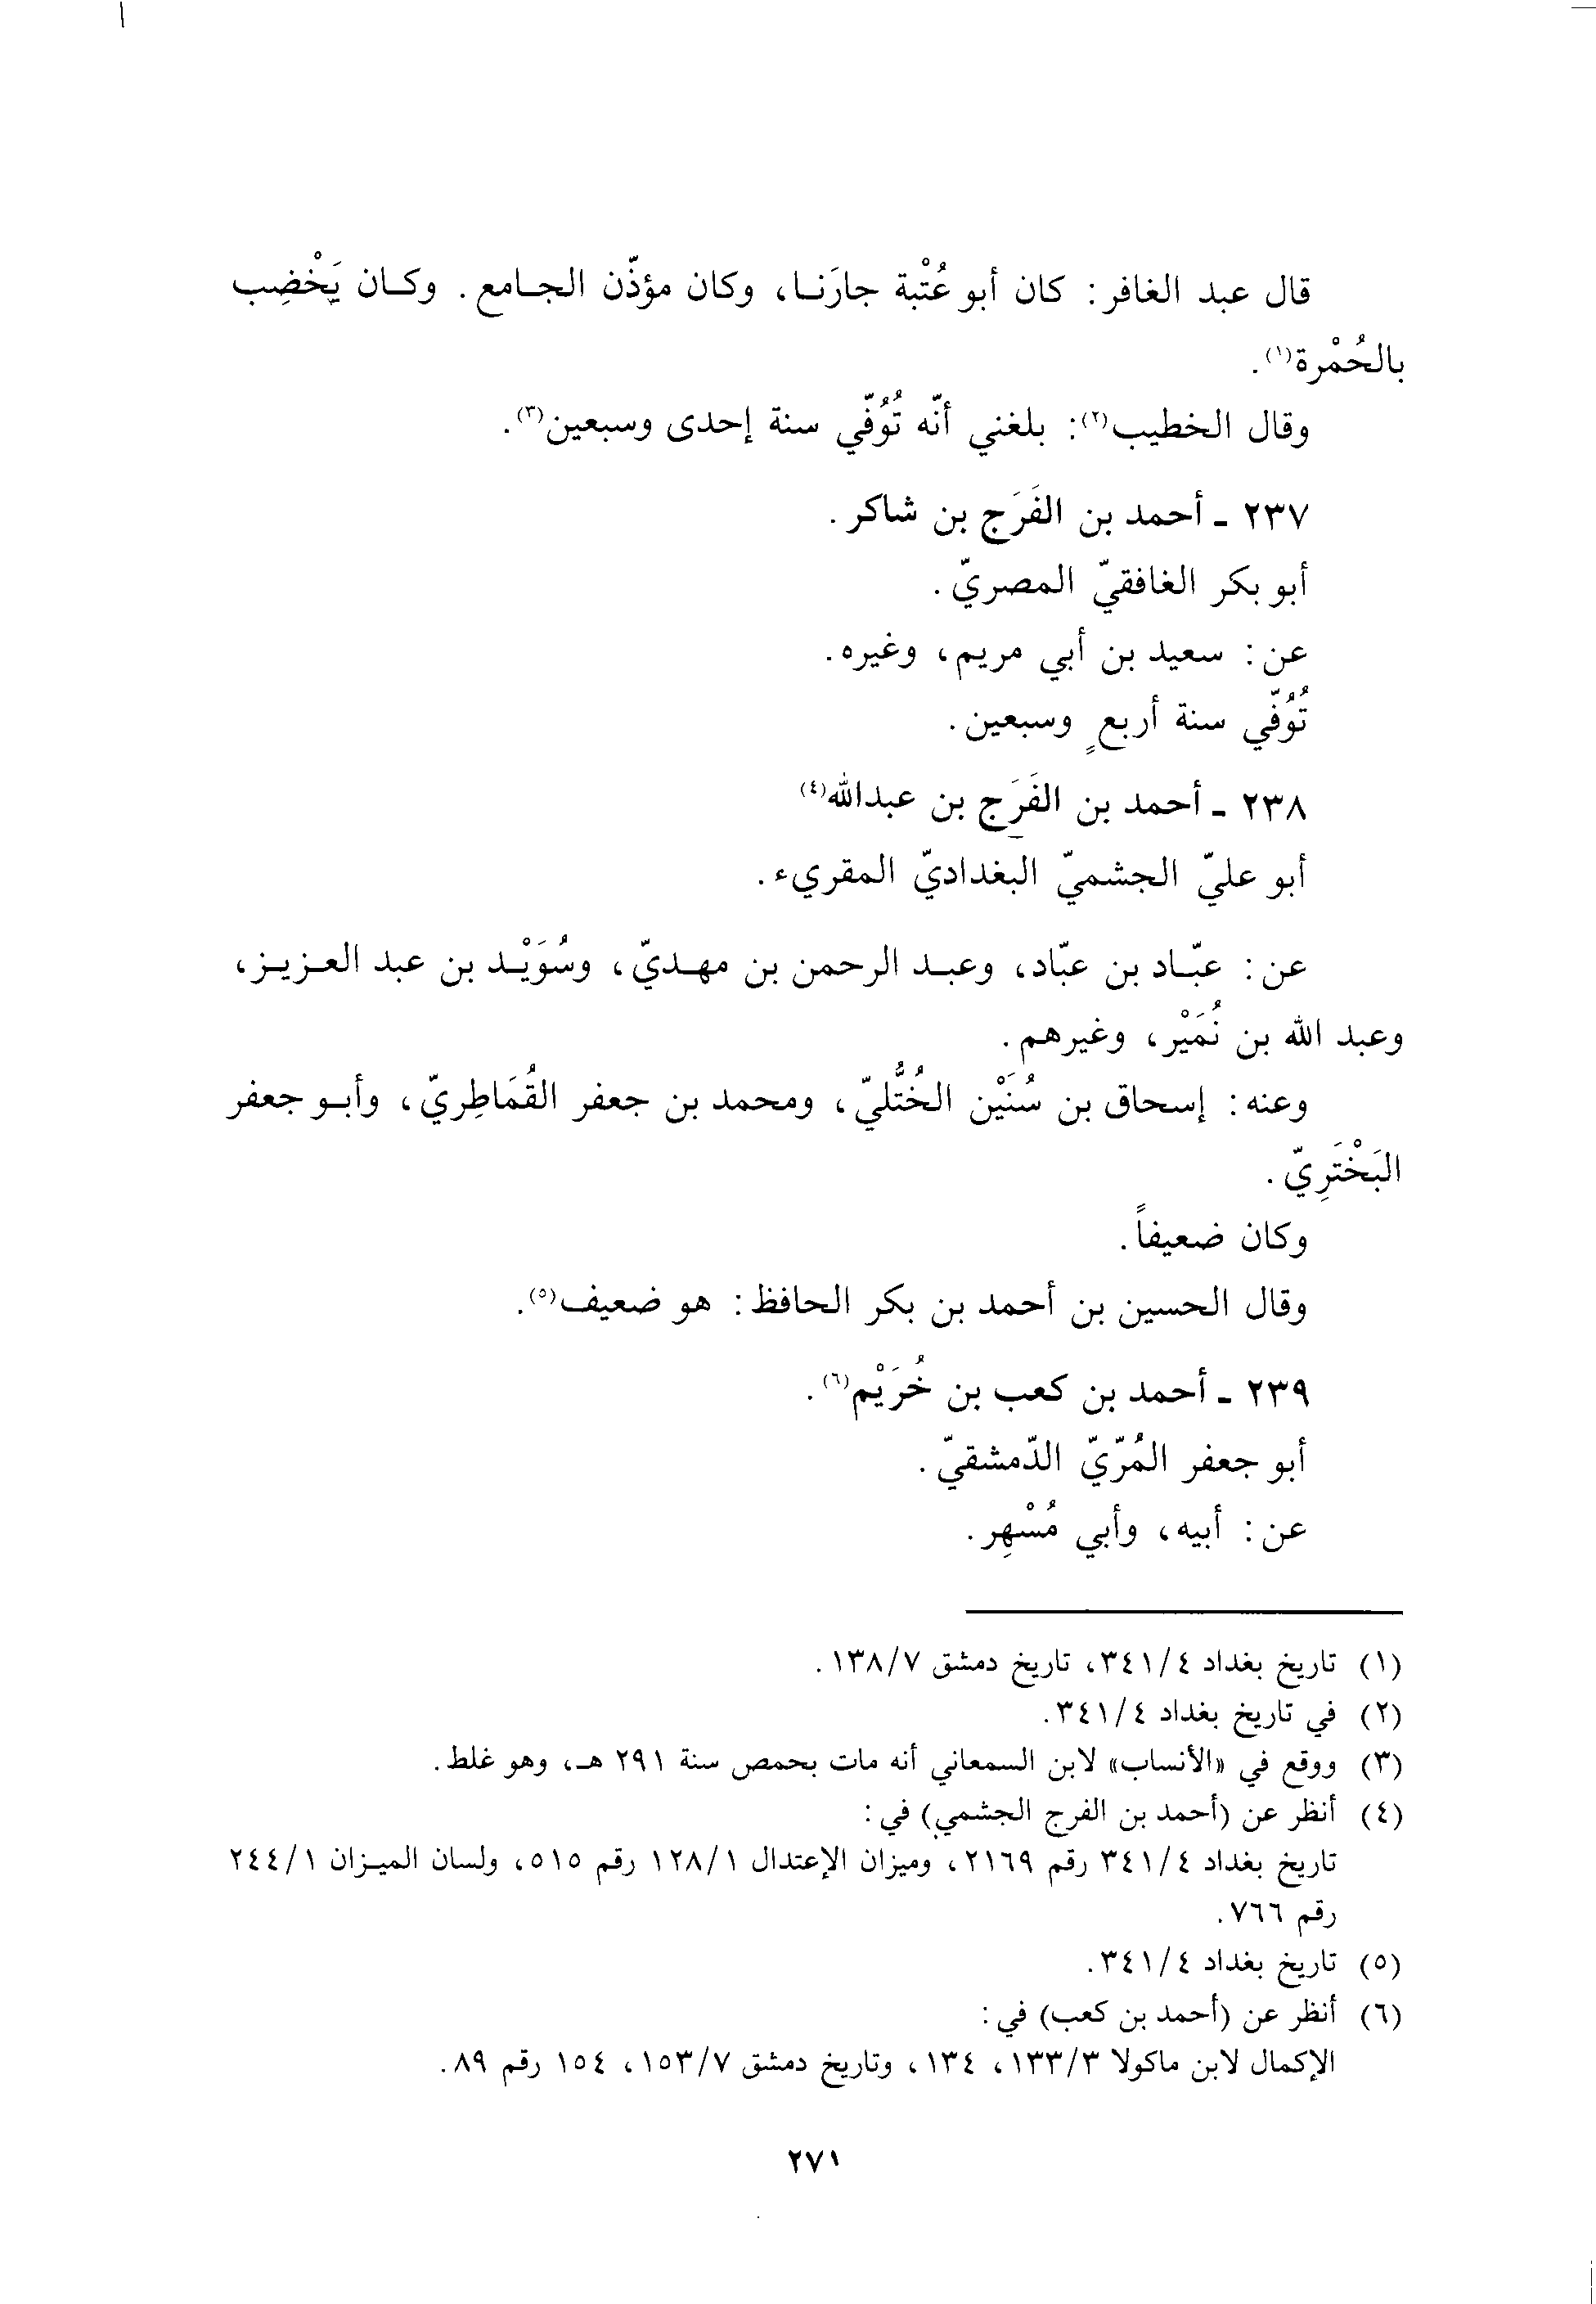 قال عبد الغافر: كان أبو عُتْبة جارَنا، وكان مؤذّن الجامع. وكان يَخْضِب
بالحُمْرة(١).
وقال الخطيب(٢): بلغني أنّه تُوُفّي سنة إحدى وسبعين(٣).
٢٣٧ - أحمد بن الفَرَج بن شاكر.
أبو بكر الغافقيّ المصريّ.
عن: سعيد بن أبي مريم، وغيره.
تُوُفّي سنة أربعٍ وسبعين.
٢٣٨ - أحمد بن الفَرَج بن عبدالله(٤)
أبو عليّ الجشميّ البغداديّ المقريء.
عن: عبّاد بن عبّاد، وعبد الرحمن بن مهديّ، وسُوَيْد بن عبد العزيز،
وعبد الله بن نُمَيْر، وغيرهم.
وعنه: إسحاق بن سُنَيْن الخُتُّليّ، ومحمد بن جعفر القُمَاطِريّ، وأبو جعفر
البَخْتَرِيّ.
وكان ضعيفاً.
وقال الحسين بن أحمد بن بكر الحافظ: هو ضعيف(٥).
٢٣٩ - أحمد بن كعب بن خُرَيْم(٦).
أبو جعفر المُرّيّ الدّمشقيّ.
عن: أبيه، وأبي مُسْهِر.
(١) تاريخ بغداد ٣٤١/٤، تاريخ دمشق ١٣٨/٧.
(٢) في تاريخ بغداد ٣٤١/٤.
(٣) ووقع في «الأنساب» لابن السمعاني أنه مات بحمص سنة ٢٩١ هـ، وهو غلط.
(٤) أنظر عن (أحمد بن الفرج الجشمي) في:
تاريخ بغداد ٣٤١/٤ رقم ٢١٦٩، وميزان الإعتدال ١٢٨/١ رقم ٥١٥، ولسان الميزان ٢٤٤/١
رقم ٧٦٦.
(٥) تاريخ بغداد ٣٤١/٤.
(٦) أنظر عن (أحمد بن كعب) في:
الإكمال لابن ماكولا ١٣٣/٣، ١٣٤، وتاريخ دمشق ١٥٣/٧، ١٥٤ رقم ٨٩.
٢٧١